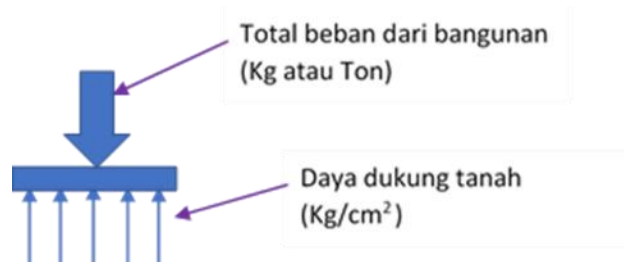 Total beban dari bangunan
(Kg atau Ton)
Daya dukung tanah
(Kg/cm²)